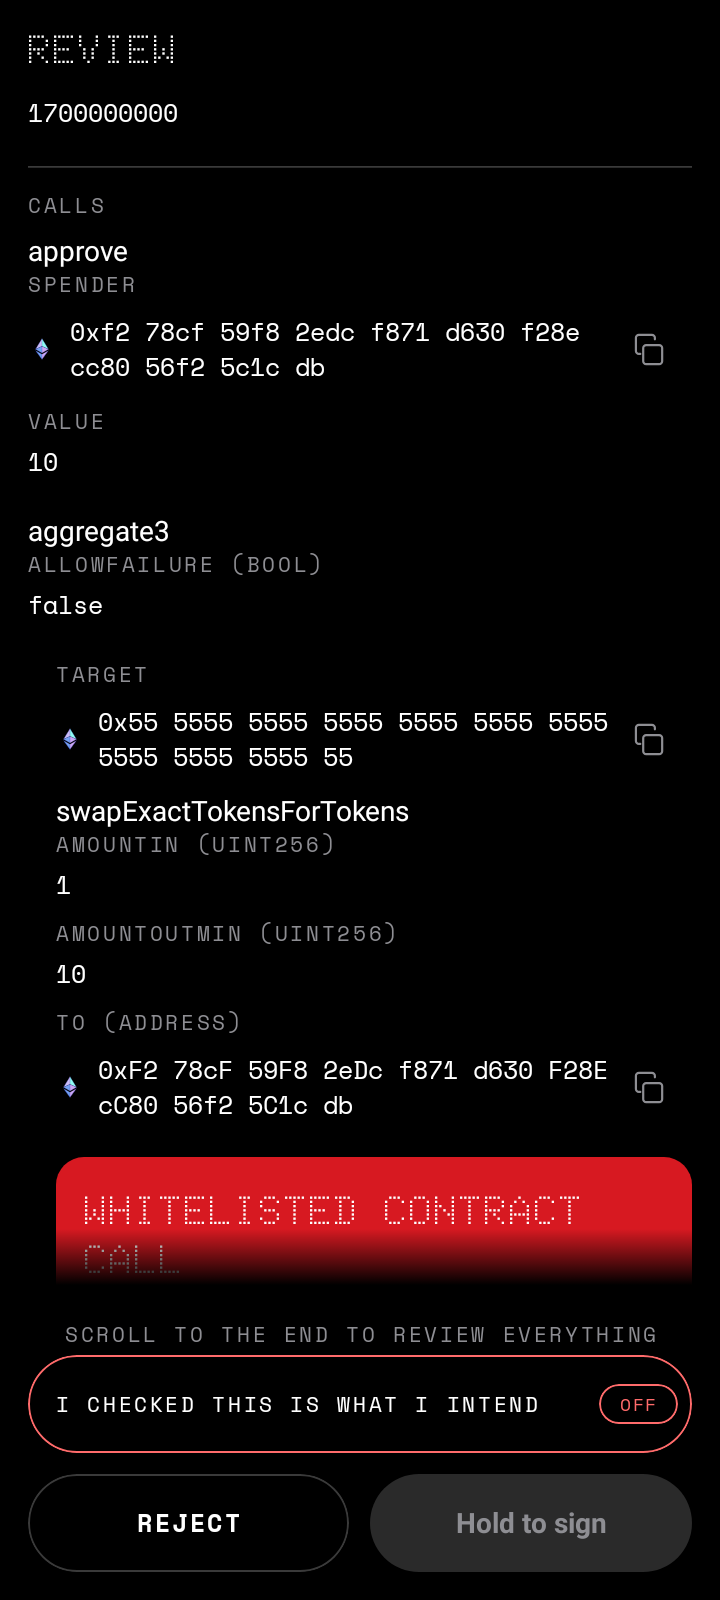 REVIEW
1700000000
CALLS
approve
SPENDER
0xf2 78cf 59f8 2edc f871 d630 f28e
cc80 56f2 5c1c db
VALUE
10
aggregate3
ALLOWFAILURE (BOOL)
false
TARGET
0x55 5555 5555 5555 5555 5555 5555
5555 5555 5555 55
swapExactTokensForTokens
AMOUNTIN (UINT256)
1
AMOUNTOUTMIN (UINT256)
10
TO (ADDRESS)
0xF2 78cF 59F8 2eDc f871 d630 F28E
cC80 56f2 5C1c db
WHITELISTED CONTRACT
CALL
SCROLL TO THE END TO REVIEW EVERYTHING
I CHECKED THIS IS WHAT I INTEND
OFF
REJECT
Hold to sign